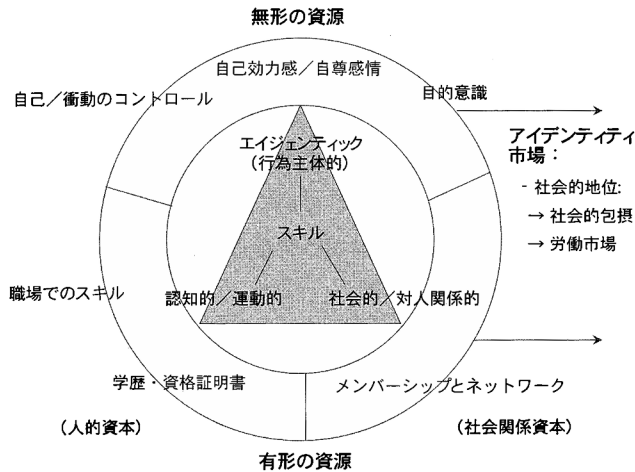 無形の資源
自己効力感／自尊感情
自己／衝動のコントロール
目的意識
アイデンティティ
市場：
- 社会的地位:
→ 社会的包摂
→ 労働市場
エイジェンティック
(行為主体的)
スキル
認知的／運動的
社会的／対人関係的
職場でのスキル
学歴・資格証明書
メンバーシップとネットワーク
(人的資本)
(社会関係資本)
有形の資源